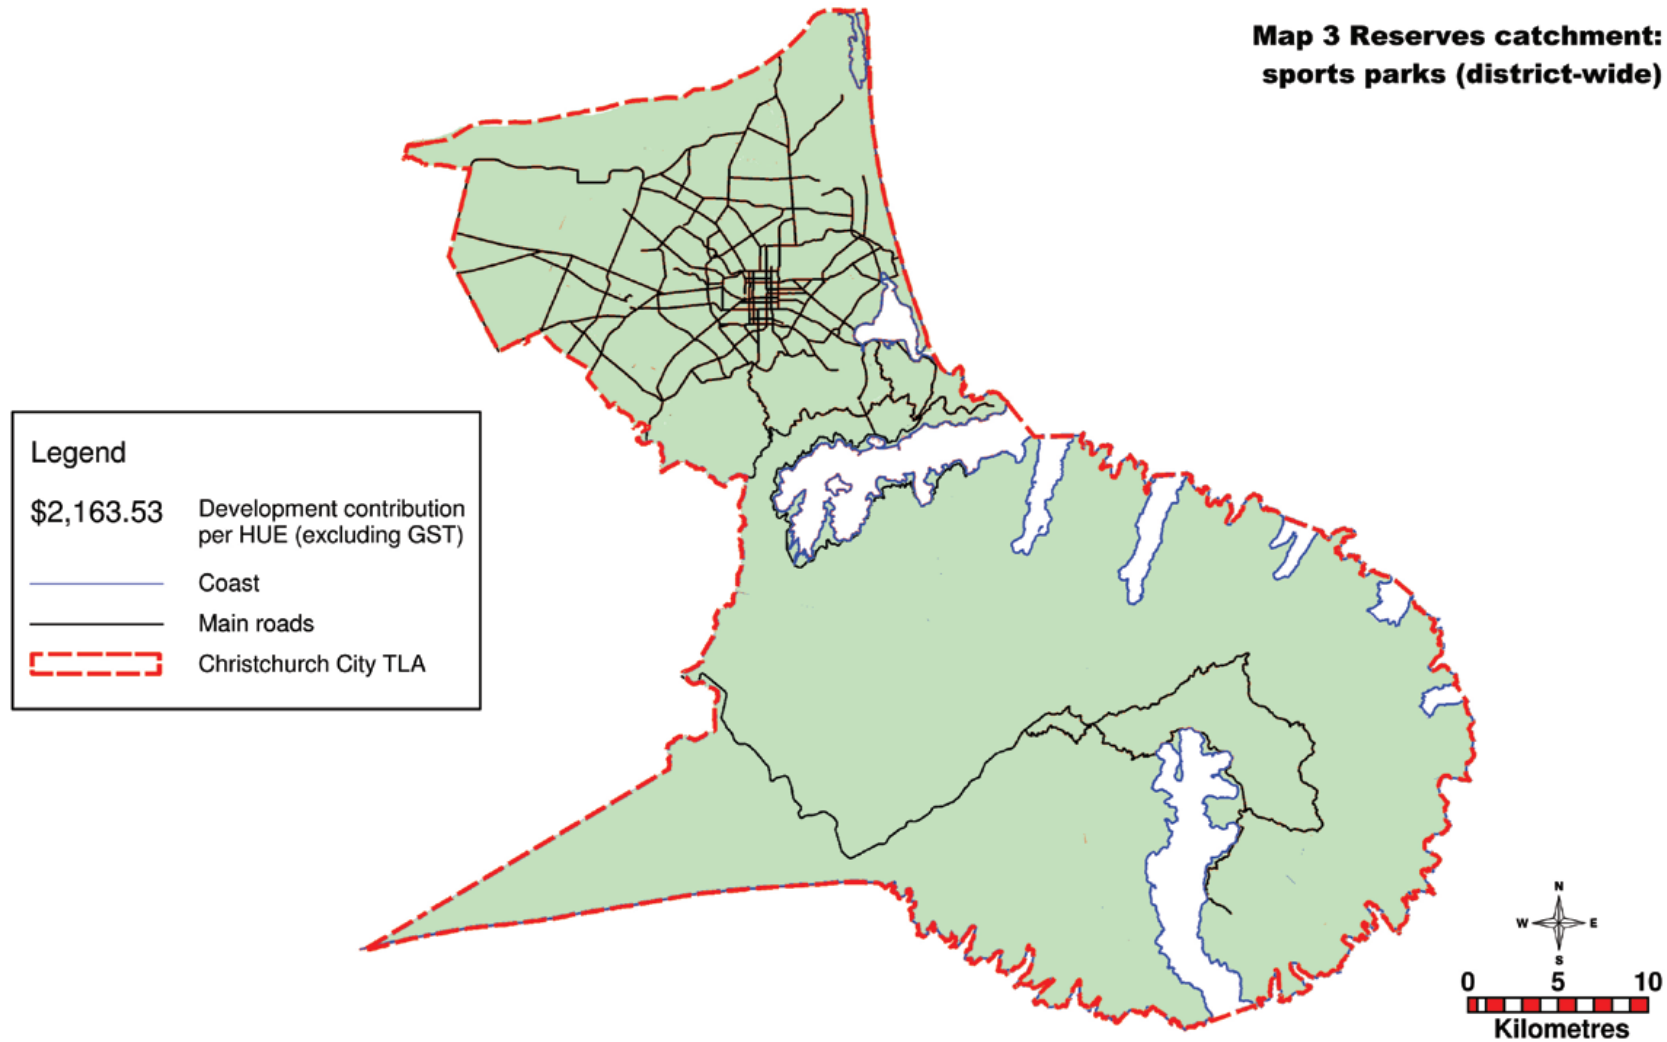 Map 3 Reserves catchment:
sports parks (district-wide)
Legend
$2,163.53 Development contribution
per HUE (excluding GST)
Coast
Main roads
Christchurch City TLA
N
W E
S
0 5 10
Kilometres